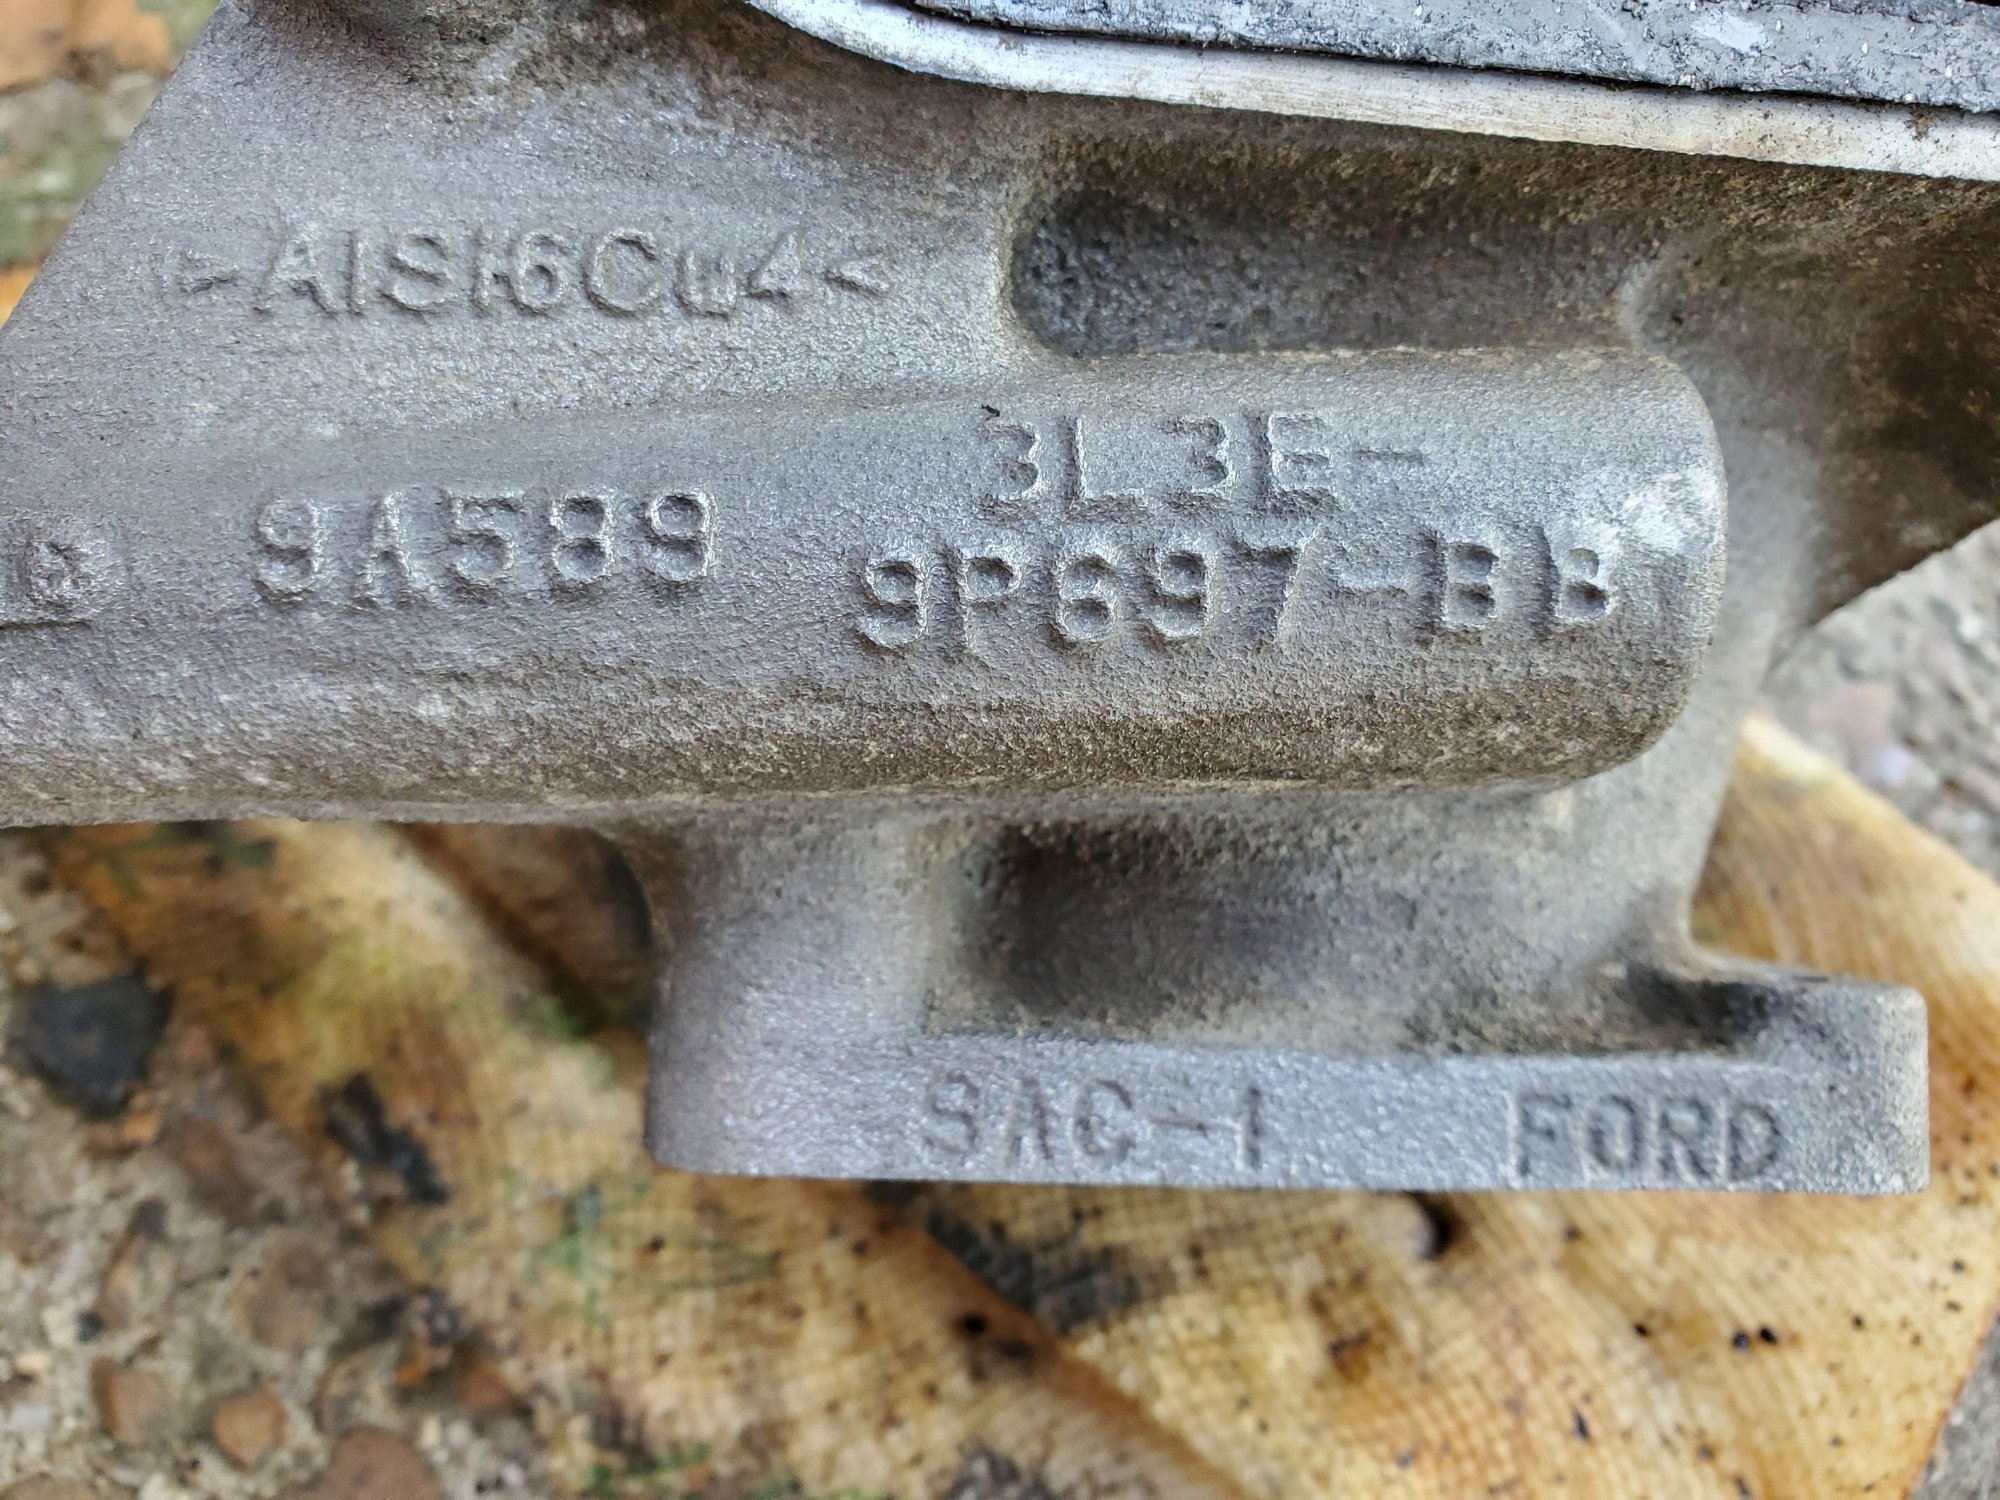 >AlSi6Cu4<
3L3E-
9A589
9P697-BB
SAC-1 FORD